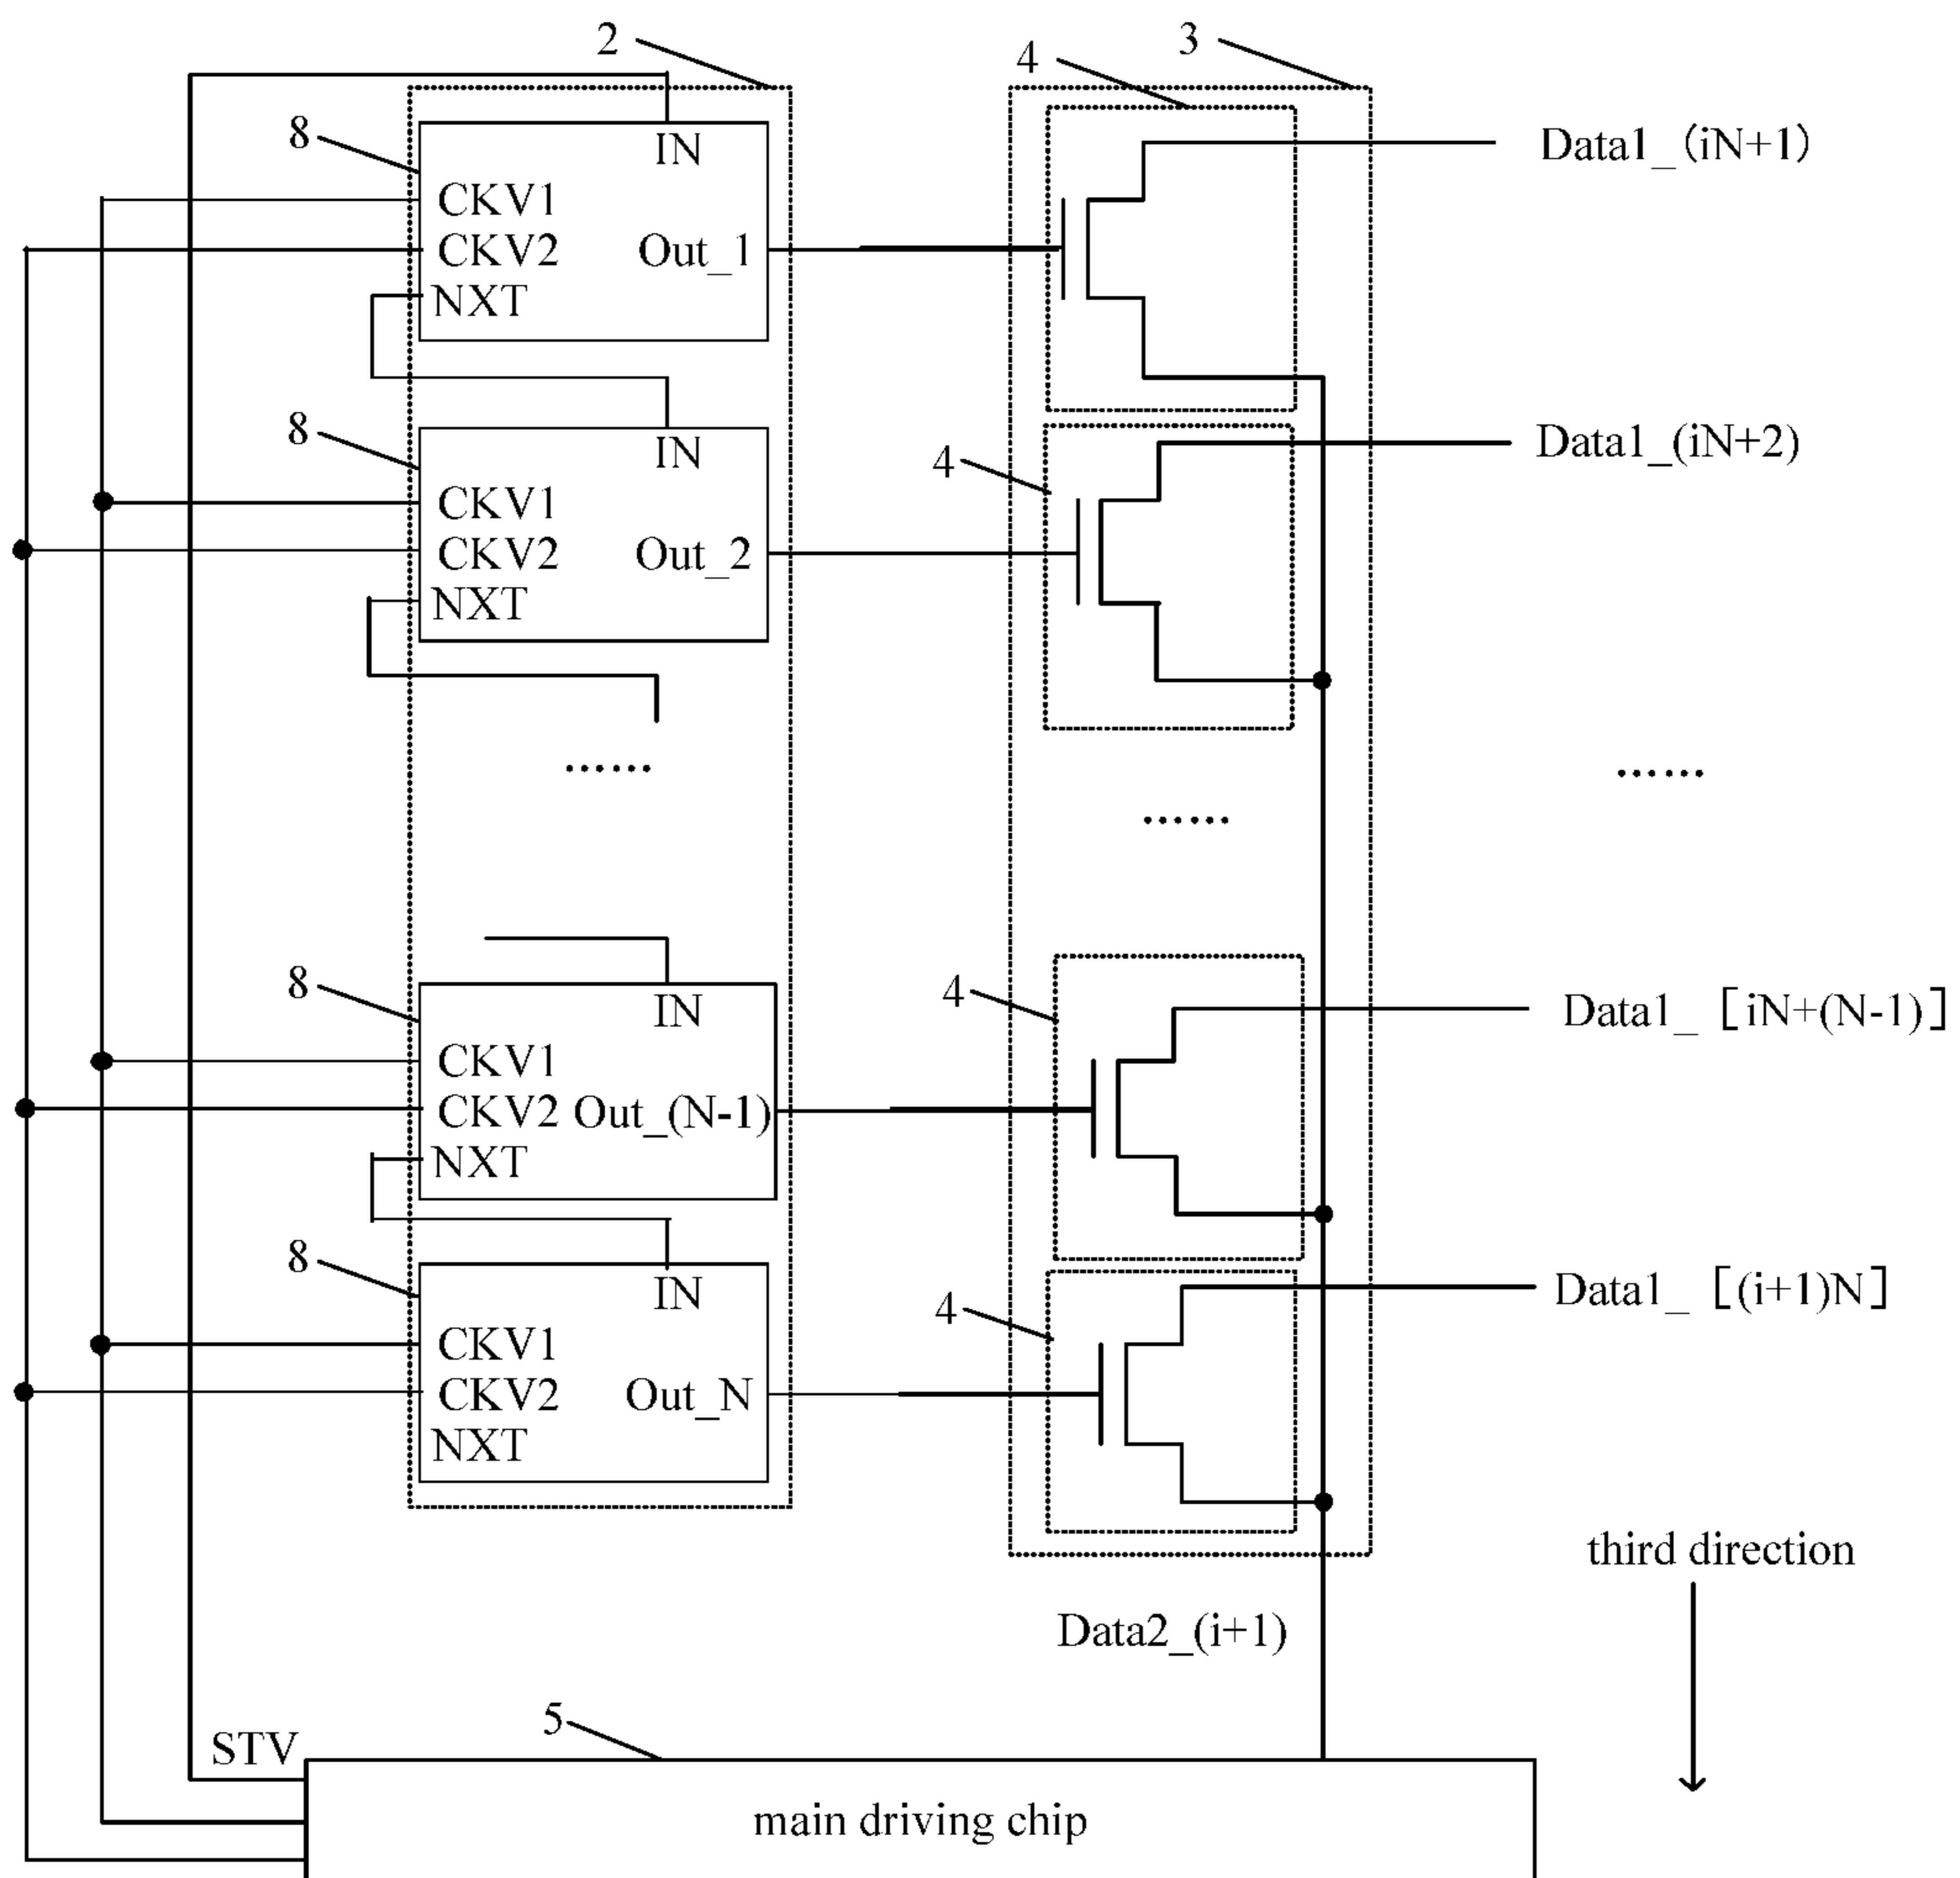 2
4
3
8
IN
Data1_(iN+1)
CKV1
CKV2
Out_1
NXT
8
IN
Data1_(iN+2)
4
CKV1
CKV2
Out_2
NXT
......
......
......
8
IN
4
Data1_[iN+(N-1)]
CKV1
CKV2
Out_(N-1)
NXT
8
IN
4
Data1_[(i+1)N]
CKV1
CKV2
Out_N
NXT
third direction
Data2_(i+1)
5
STV
main driving chip